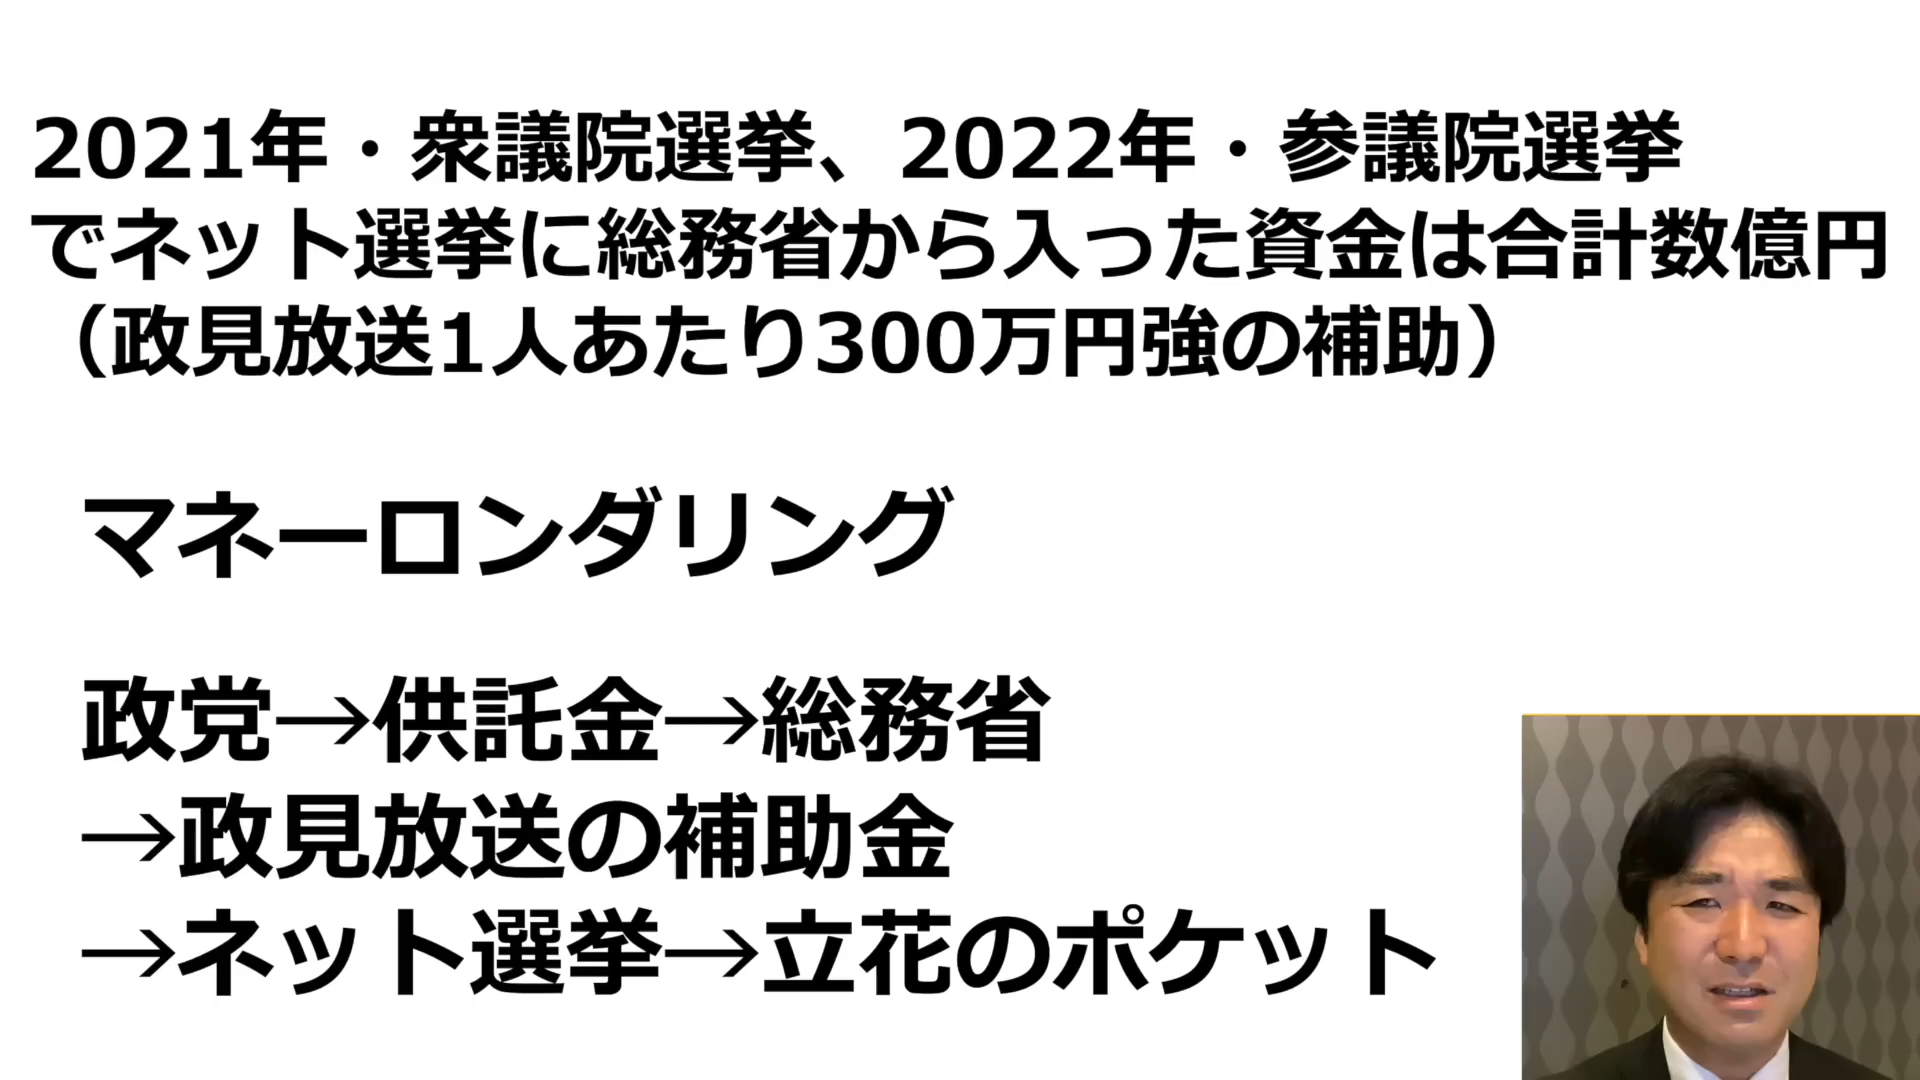 2021年・衆議院選挙、2022年・参議院選挙
でネット選挙に総務省から入った資金は合計数億円
（政見放送1人あたり300万円強の補助）
マネーロンダリング
政党→供託金→総務省
→政見放送の補助金
→ネット選挙→立花のポケット